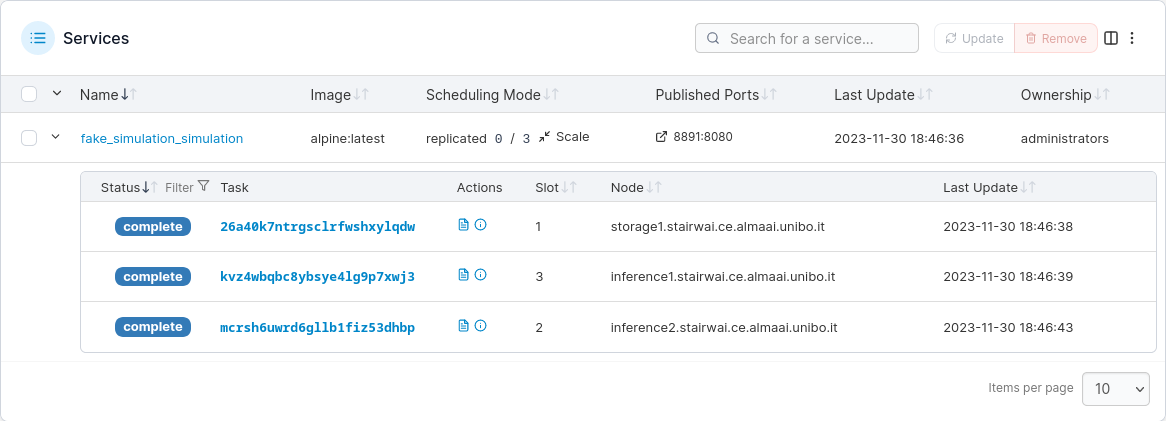 Services
Search for a service...
Update
Remove
Name Image Scheduling Mode Published Ports Last Update Ownership
fake_simulation_simulation alpine:latest replicated 0 / 3 Scale 8891:8080 2023-11-30 18:46:36 administrators
Status Filter Task Actions Slot Node Last Update
complete 26a40k7ntrgsclrfwshxylqdw 1 storage1.stairwai.ce.almaai.unibo.it 2023-11-30 18:46:38
complete kvz4wbqbc8ybsye4lg9p7xwj3 3 inference1.stairwai.ce.almaai.unibo.it 2023-11-30 18:46:39
complete mcrsh6uwrd6gllb1fiz53dhbp 2 inference2.stairwai.ce.almaai.unibo.it 2023-11-30 18:46:43
Items per page 10